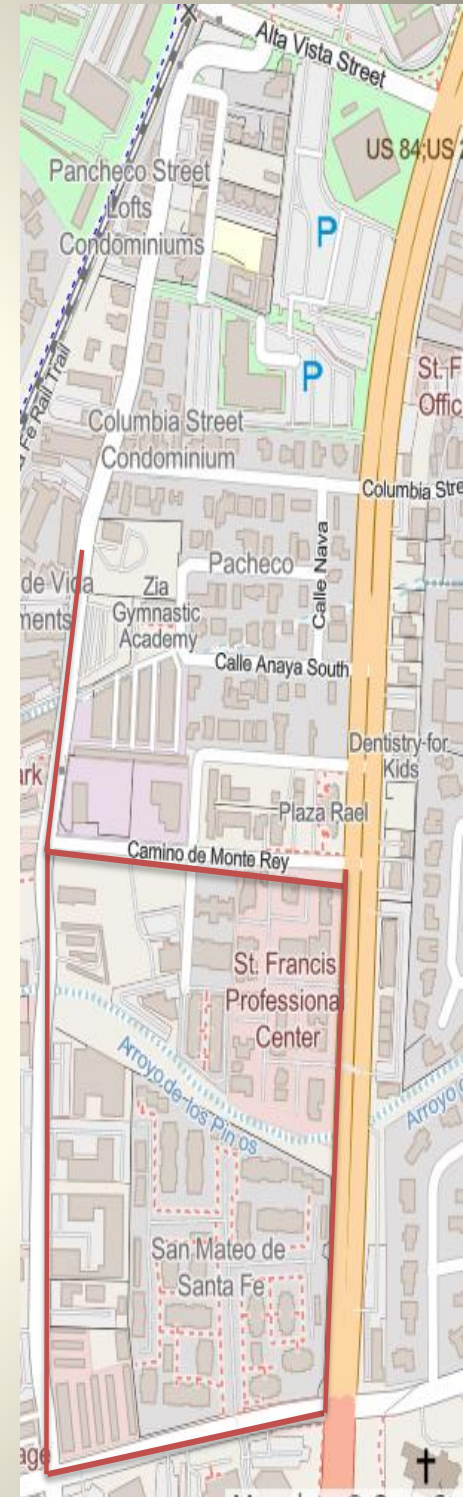 Alta Vista Street
US 84;US 2
Pancheco Street
Lofts
Condominiums
P
P
St. F
Offic
Fe Rail Trail
Columbia Street
Condominium
Columbia Stre
de Vida
ments
Zia
Gymnastic
Academy
Pacheco
Calle Nava
Calle Anaya South
Dentistry for
Kids
ark
Plaza Rael
Camino de Monte Rey
St. Francis
Professional
Center
Arroyo de los Pinos
Arroyo d
San Mateo de
Santa Fe
age